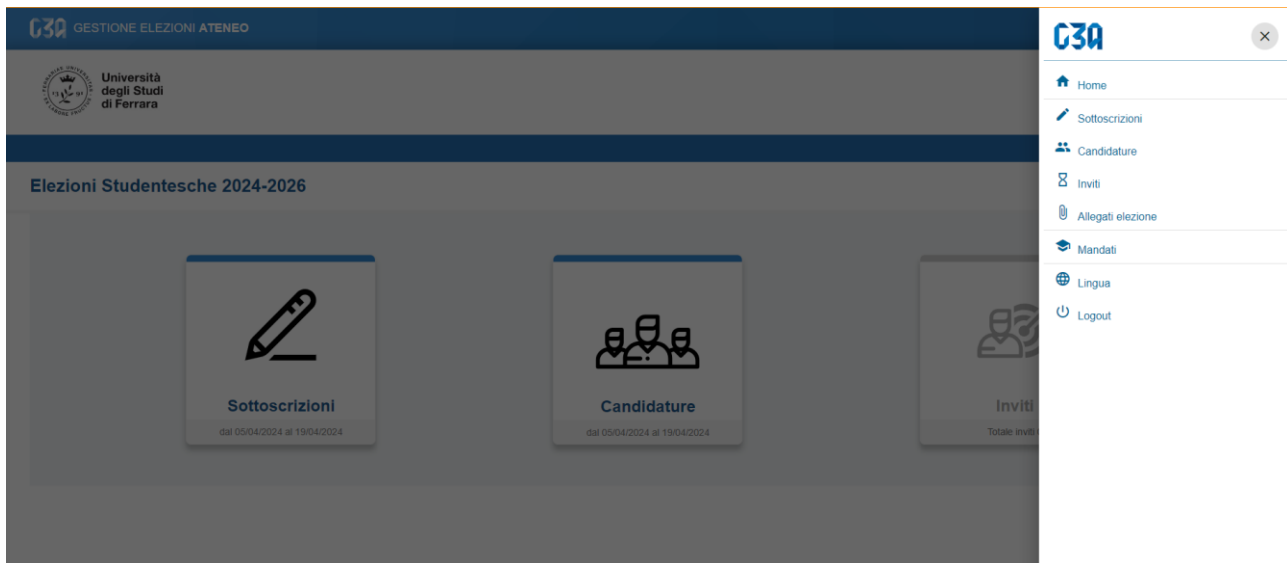 G3A GESTIONE ELEZIONI ATENEO
Università
degli Studi
di Ferrara
Elezioni Studentesche 2024-2026
Sottoscrizioni
dal 05/04/2024 al 19/04/2024
Candidature
dal 05/04/2024 al 19/04/2024
Inviti
Totale inviti
G3A
Home
Sottoscrizioni
Candidature
Inviti
Allegati elezione
Mandati
Lingua
Logout